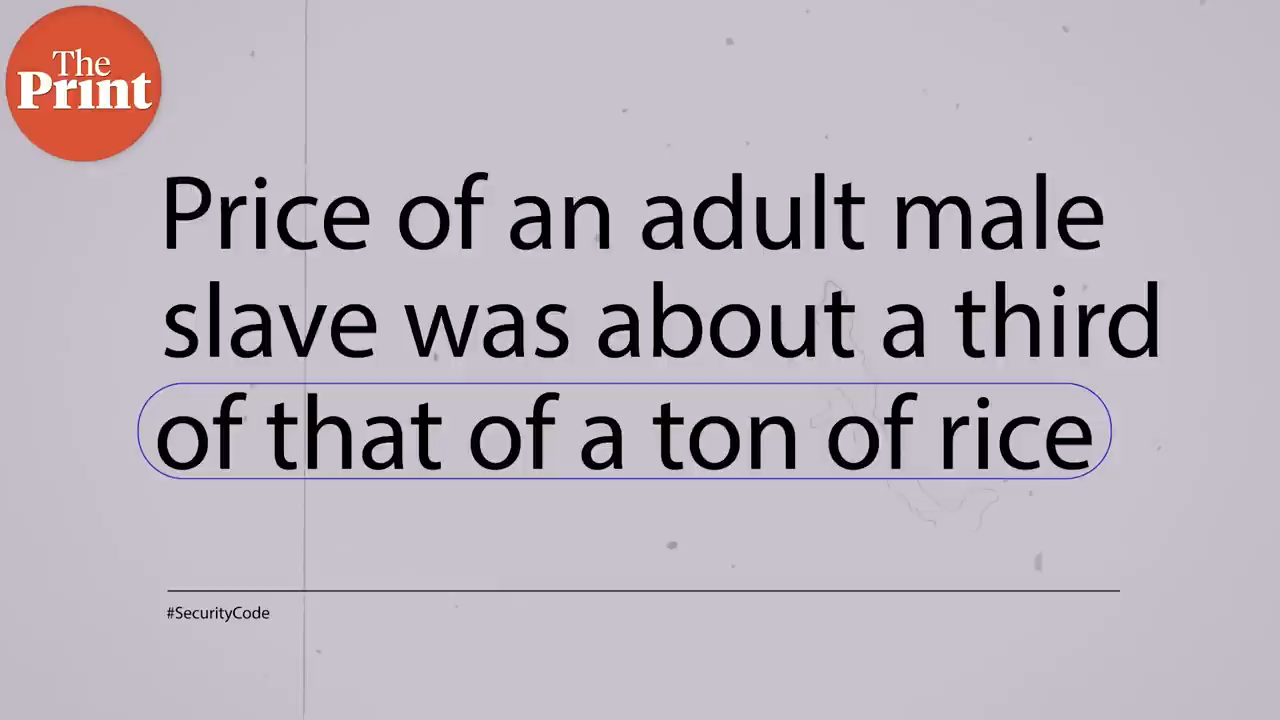 The
Print
Price of an adult male
slave was about a third
of that of a ton of rice
#SecurityCode